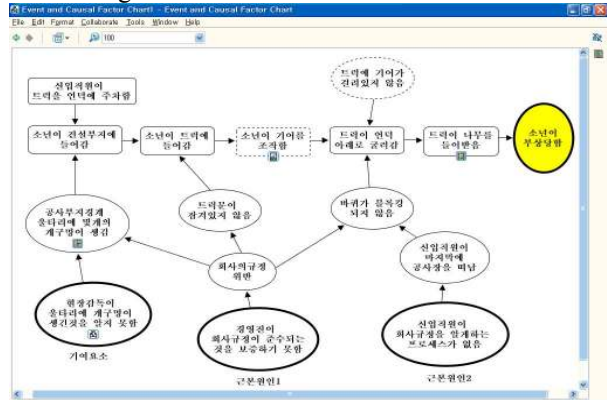 Event and Causal Factor Chart1 - Event and Causal Factor Chart
File Edit Format Collaborate Tools Window Help
100
신입직원이
트럭을 언덕에 주차함
트럭에 기어가
걸려있지 않음
소년이 건설부지에
들어감
소년이 트럭에
들어감
소년이 기어를
조작함
트럭이 언덕
아래로 굴러감
트럭이 나무를
들이받음
소년이
부상당함
공사부지경계
울타리에 몇개의
개구멍이 생김
트럭문이
잠겨있지 않음
바퀴가 블록킹
되지 않음
회사의규정
위반
신입직원이
마지막에
공사장을 떠남
현장감독이
울타리에 개구멍이
생긴것을 알지 못함
경영진이
회사규정이 준수되는
것을 보증하기 못함
신입직원이
회사규정을 알게하는
프로세스가 없음
기여요소
근본원인1
근본원인2